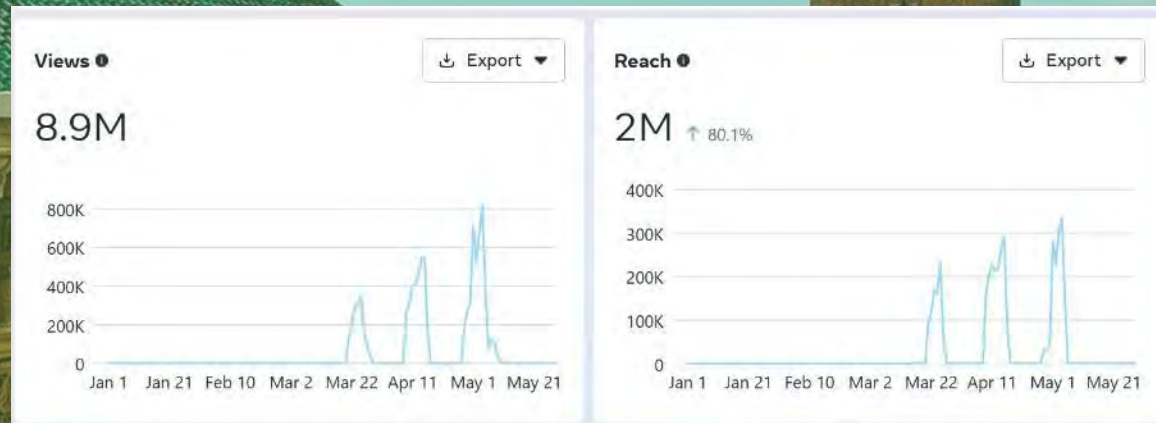 Views
Export
8.9M
800K
600K
400K
200K
0
Jan 1 Jan 21 Feb 10 Mar 2 Mar 22 Apr 11 May 1 May 21
Reach
Export
2M ↑ 80.1%
400K
300K
200K
100K
0
Jan 1 Jan 21 Feb 10 Mar 2 Mar 22 Apr 11 May 1 May 21